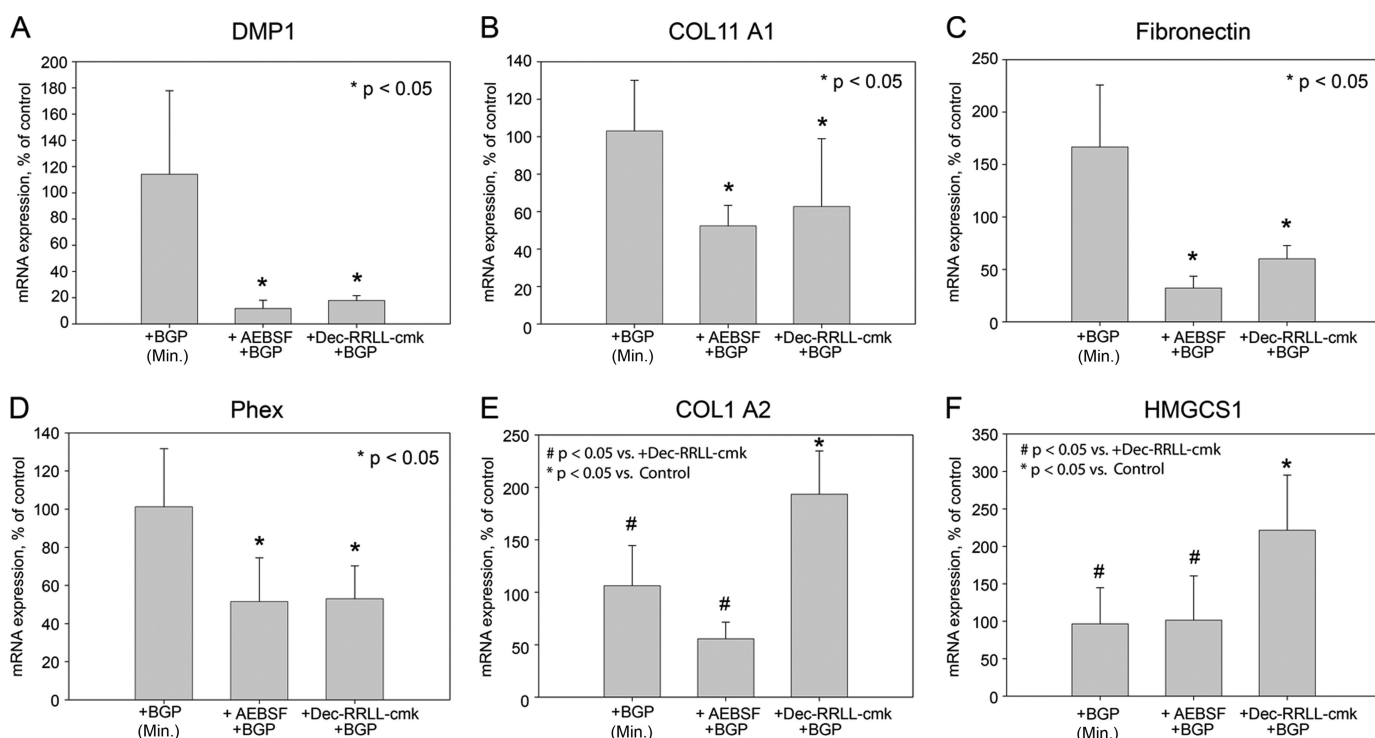 A
DMP1
mRNA expression, % of control
200
180
160
140
120
100
80
60
40
20
0
* p < 0.05
*
*
+BGP
(Min.)
+ AEBSF
+BGP
+Dec-RRLL-cmk
+BGP
B
COL11 A1
mRNA expression, % of control
140
120
100
80
60
40
20
0
* p < 0.05
*
*
+BGP
(Min.)
+ AEBSF
+BGP
+Dec-RRLL-cmk
+BGP
C
Fibronectin
mRNA expression, % of control
250
200
150
100
50
0
* p < 0.05
*
*
+BGP
(Min.)
+ AEBSF
+BGP
+Dec-RRLL-cmk
+BGP
D
Phex
mRNA expression, % of control
140
120
100
80
60
40
20
0
* p < 0.05
*
*
+BGP
(Min.)
+ AEBSF
+BGP
+Dec-RRLL-cmk
+BGP
E
COL1 A2
mRNA expression, % of control
250
200
150
100
50
0
# p < 0.05 vs. +Dec-RRLL-cmk
* p < 0.05 vs. Control
#
#
*
+BGP
(Min.)
+ AEBSF
+BGP
+Dec-RRLL-cmk
+BGP
F
HMGCS1
mRNA expression, % of control
350
300
250
200
150
100
50
0
# p < 0.05 vs. +Dec-RRLL-cmk
* p < 0.05 vs. Control
#
#
*
+BGP
(Min.)
+ AEBSF
+BGP
+Dec-RRLL-cmk
+BGP